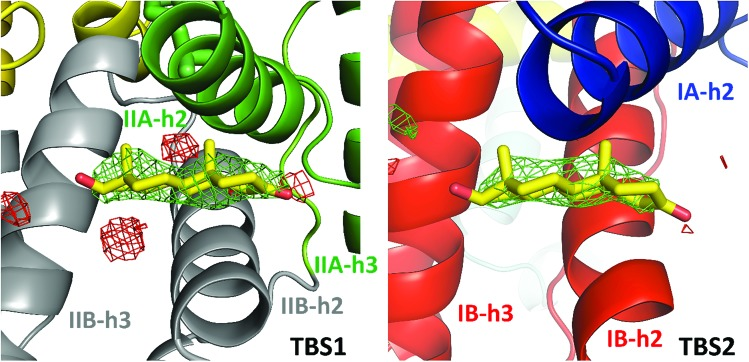 IIA-h2
IIA-h3
IIB-h3
IIB-h2
TBS1
IA-h2
IB-h3
IB-h2
TBS2